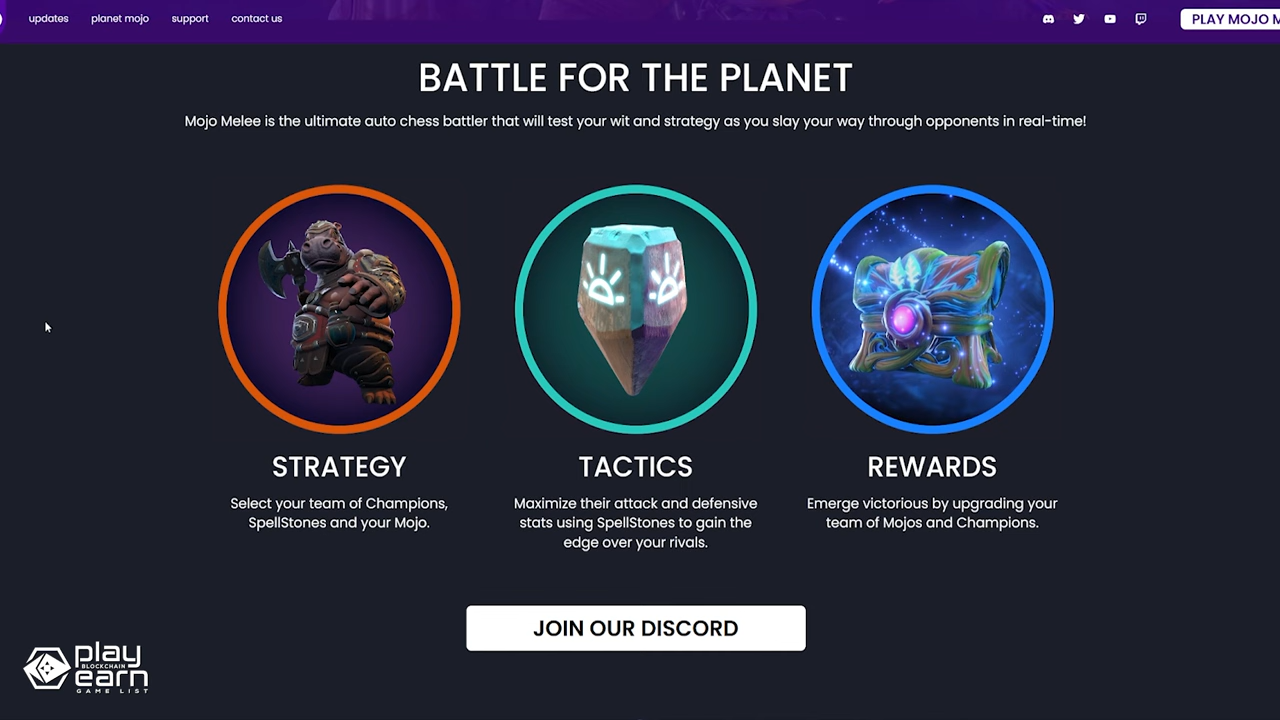 updates planet mojo support contact us
PLAY MOJO M
BATTLE FOR THE PLANET
Mojo Melee is the ultimate auto chess battler that will test your wit and strategy as you slay your way through opponents in real-time!
STRATEGY
Select your team of Champions,
SpellStones and your Mojo.
TACTICS
Maximize their attack and defensive
stats using SpellStones to gain the
edge over your rivals.
REWARDS
Emerge victorious by upgrading your
team of Mojos and Champions.
JOIN OUR DISCORD
play
BLOCKCHAIN
earn
GAME LIST